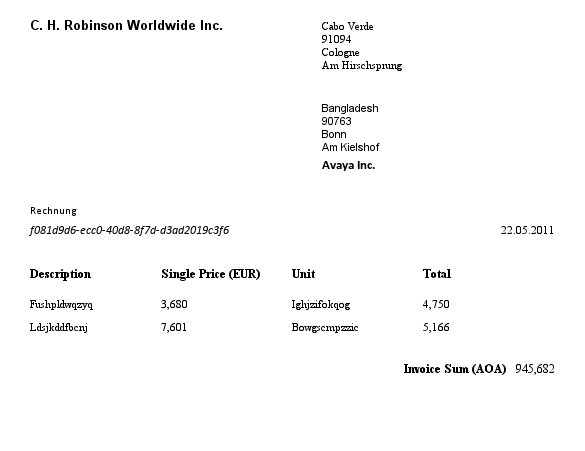 C. H. Robinson Worldwide Inc.
Cabo Verde
91094
Cologne
Am Hirschsprung
Bangladesh
90763
Bonn
Am Kielshof
Avaya Inc.
Rechnung
f081d9d6-ecc0-40d8-8f7d-d3ad2019c3f6 22.05.2011
Description Single Price (EUR) Unit Total
Fushpldwqzyq 3,680 Ighjzifokqog 4,750
Ldsjkddfbcnj 7,601 Bowgscmpzzic 5,166
Invoice Sum (AOA) 945,682